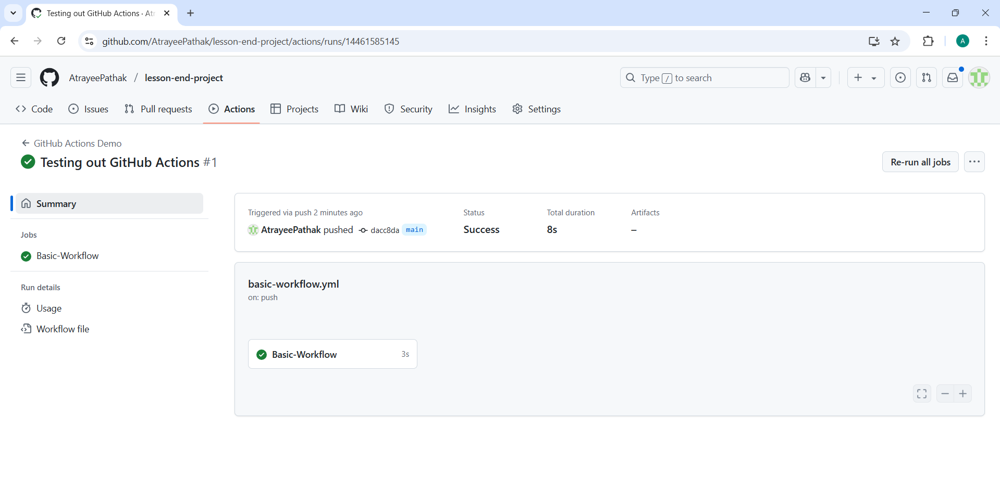 Testing out GitHub Actions · Atr
github.com/AtrayeePathak/lesson-end-project/actions/runs/14461585145
A
AtrayeePathak / lesson-end-project
Type / to search
Code Issues Pull requests Actions Projects Wiki Security Insights Settings
GitHub Actions Demo
Testing out GitHub Actions #1
Re-run all jobs
Summary
Jobs
Basic-Workflow
Run details
Usage
Workflow file
Triggered via push 2 minutes ago
AtrayeePathak pushed dacc8da main
Status
Success
Total duration
8s
Artifacts
–
basic-workflow.yml
on: push
Basic-Workflow 3s